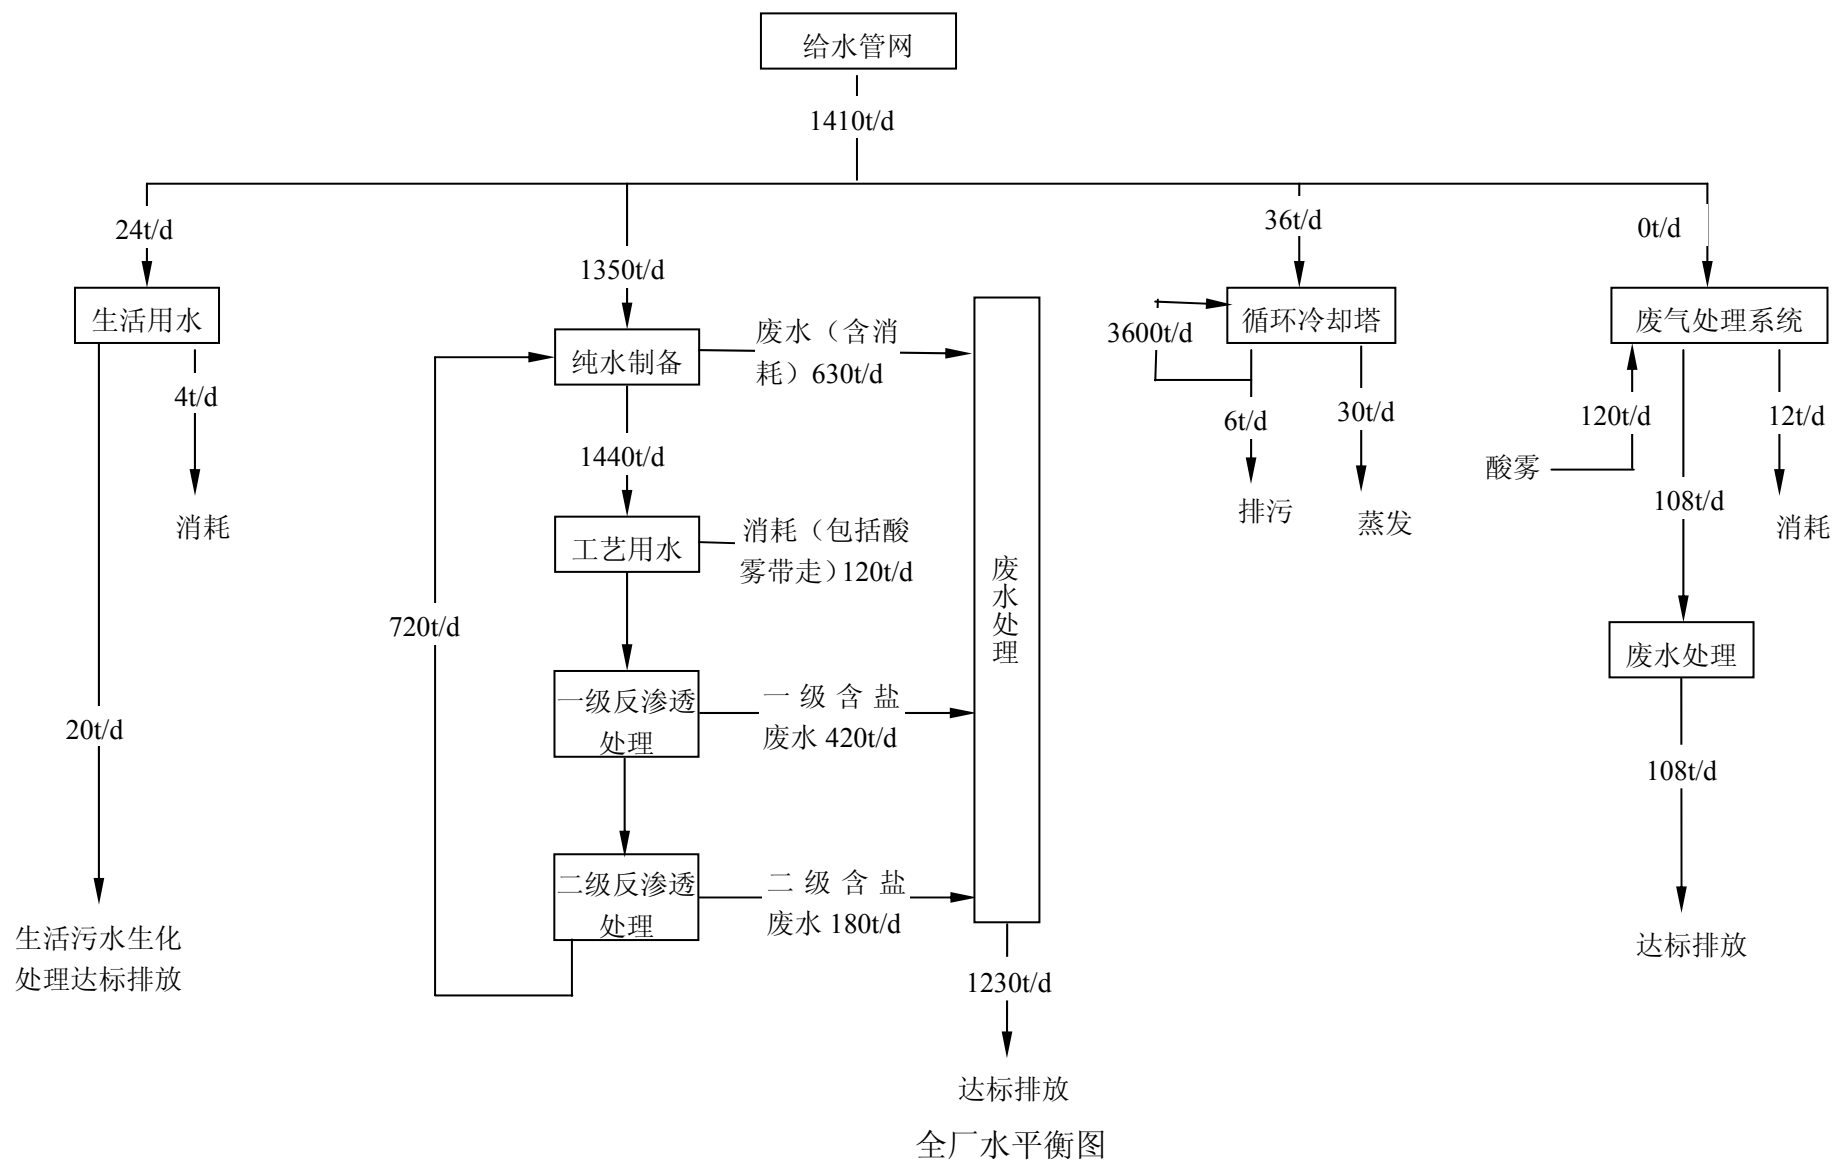 给水管网
1410t/d
24t/d
1350t/d
36t/d
0t/d
生活用水
纯水制备
循环冷却塔
废气处理系统
废水（含消
耗）630t/d
3600t/d
4t/d
消耗
1440t/d
6t/d
排污
30t/d
蒸发
120t/d
酸雾
108t/d
12t/d
消耗
工艺用水
消耗（包括酸
雾带走）120t/d
废水处理
720t/d
废水处理
一级反渗透
处理
一级含盐
废水 420t/d
20t/d
108t/d
二级反渗透
处理
二级含盐
废水 180t/d
生活污水生化
处理达标排放
达标排放
1230t/d
达标排放
全厂水平衡图